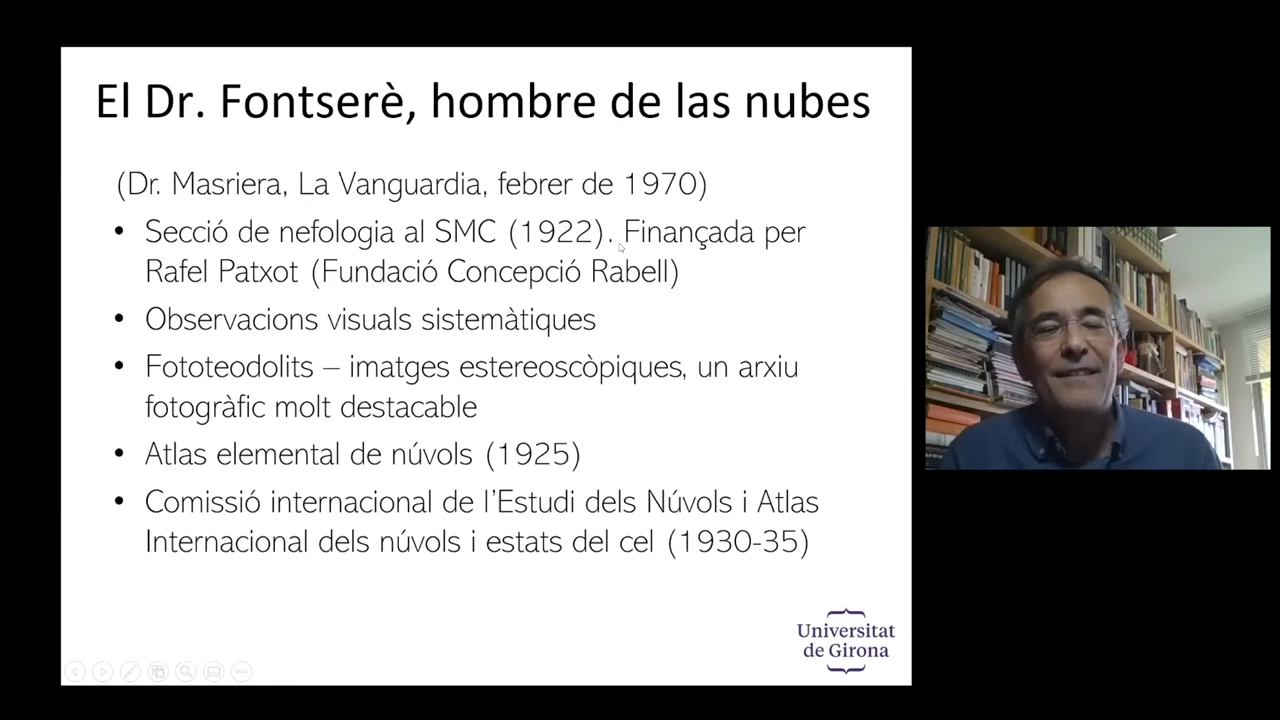 El Dr. Fontserè, hombre de las nubes
(Dr. Masriera, La Vanguardia, febrer de 1970)
• Secció de nefologia al SMC (1922). Finançada per
Rafel Patxot (Fundació Concepció Rabell)
• Observacions visuals sistemàtiques
• Fototeodolits – imatges estereoscòpiques, un arxiu
fotogràfic molt destacable
• Atlas elemental de núvols (1925)
• Comissió internacional de l'Estudi dels Núvols i Atlas
Internacional dels núvols i estats del cel (1930-35)
Universitat
de Girona